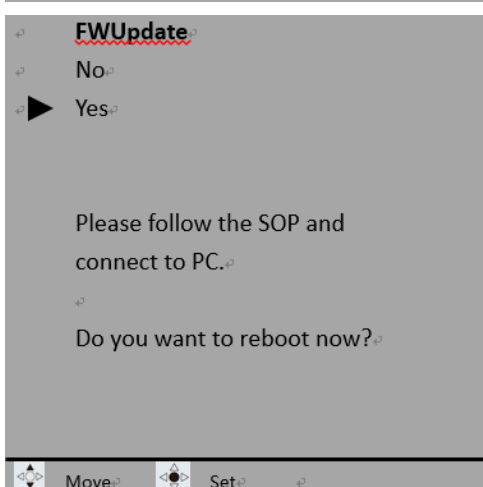 FWUpdate
No
Yes
Please follow the SOP and
connect to PC.
Do you want to reboot now?
Move Set